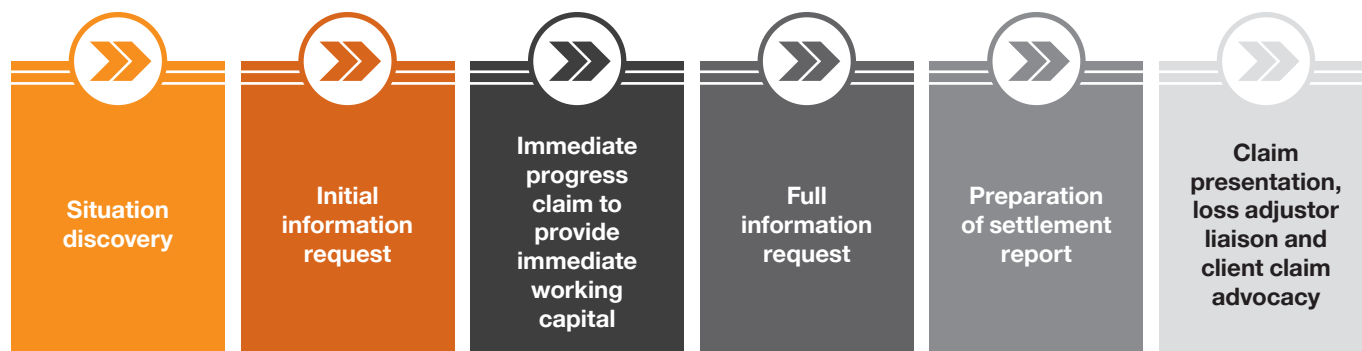 Situation
discovery
Initial
information
request
Immediate
progress
claim to
provide
immediate
working
capital
Full
information
request
Preparation
of settlement
report
Claim
presentation,
loss adjustor
liaison and
client claim
advocacy